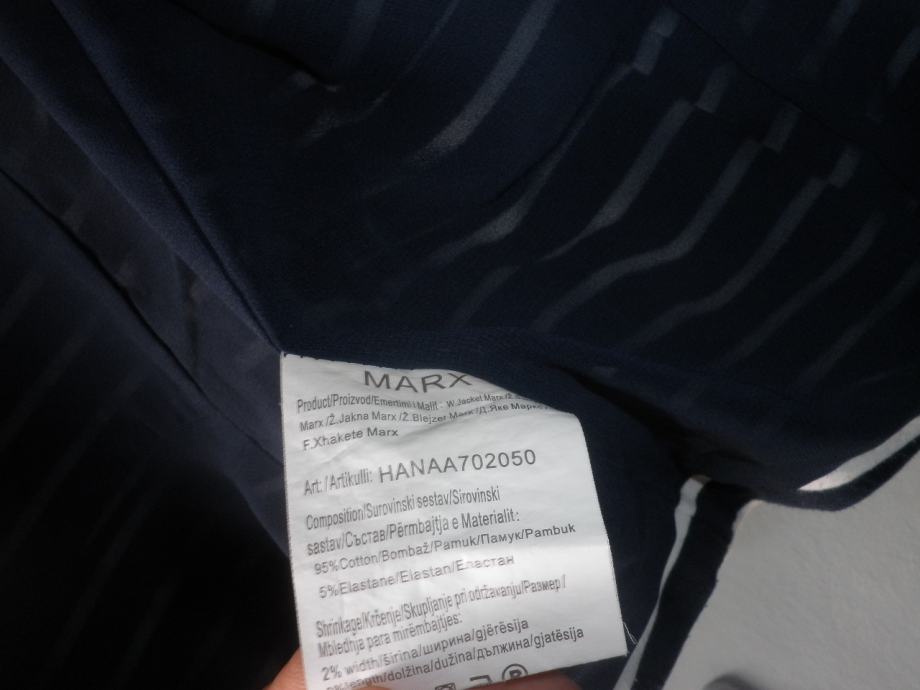 MARX
Product/Proizvod/Emertimi i Mallit - W.Jacket Marx/Z.
Marx /Ž.Jakna Marx /Ž.Blejzer Marx /Д.Яке Марке
F.Xhakete Marx
Art: / Artikulli: HANAA702050
Composition/Surovinski sestav/Sirovinski
sastav/Състав/Përmbajtja e Materialit:
95%Cotton/Bombaž/Pamuk/Памук/Pambuk
5%Elastane/Elastan/Еластан
Shrinkage/Krčenje/Skupljanje pri održavanju/Размер/
Mbledhja para mirëmbajtjes:
2% width/širina/ширина/gjërësija
length/dolžina/dužina/дължина/gjatësija
P